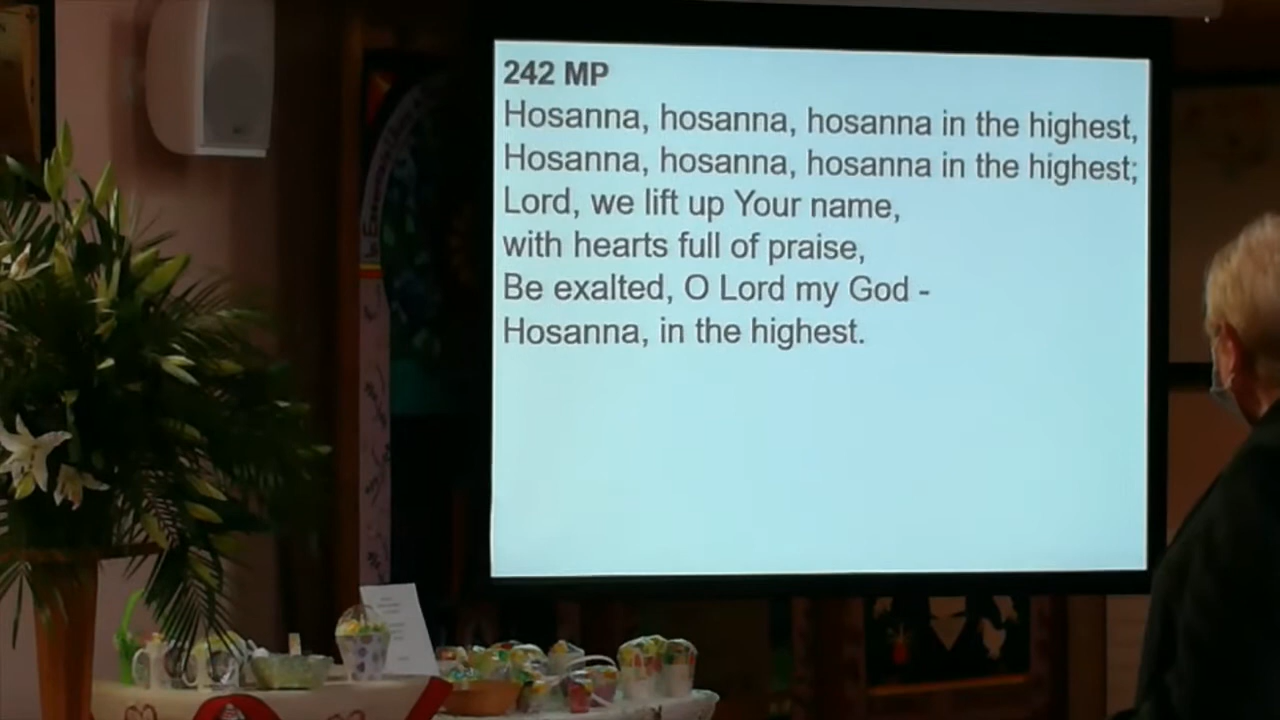 242 MP
Hosanna, hosanna, hosanna in the highest,
Hosanna, hosanna, hosanna in the highest;
Lord, we lift up Your name,
with hearts full of praise,
Be exalted, O Lord my God -
Hosanna, in the highest.